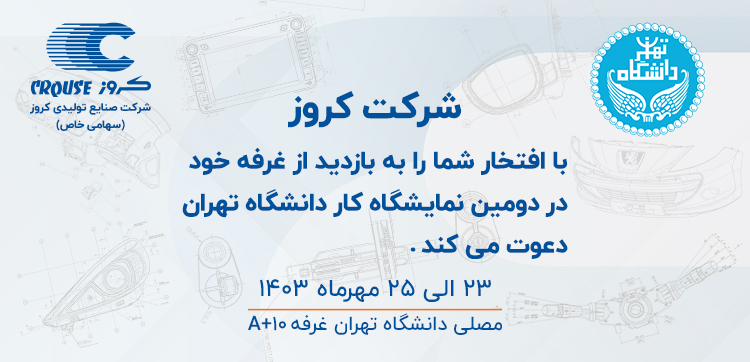 CROUSE کروز
شرکت صنایع تولیدی کروز
(سهامی خاص)
دانشگاه تهران
شرکت کروز
با افتخار شما را به بازدید از غرفه خود
در دومین نمایشگاه کار دانشگاه تهران
دعوت می کند .
۲۳ الی ۲۵ مهرماه ۱۴۰۳
مصلی دانشگاه تهران غرفه A+۱۰